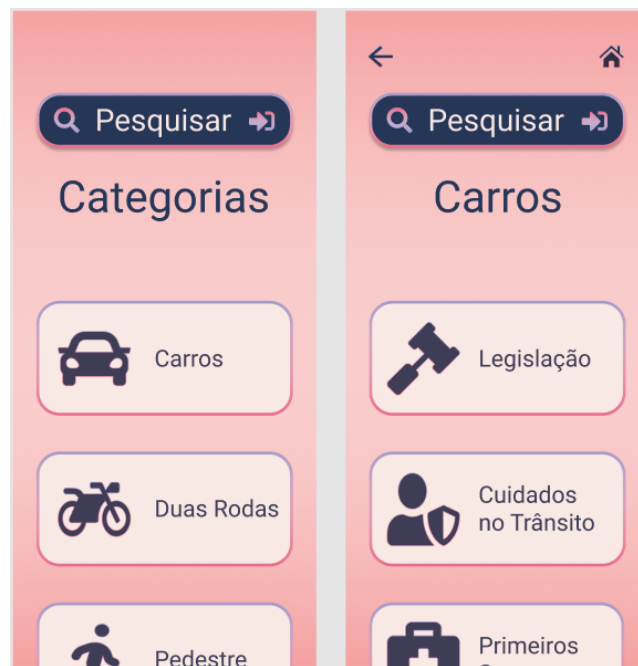 Pesquisar
Categorias
Carros
Duas Rodas
Pedestre
Pesquisar
Carros
Legislação
Cuidados
no Trânsito
Primeiros